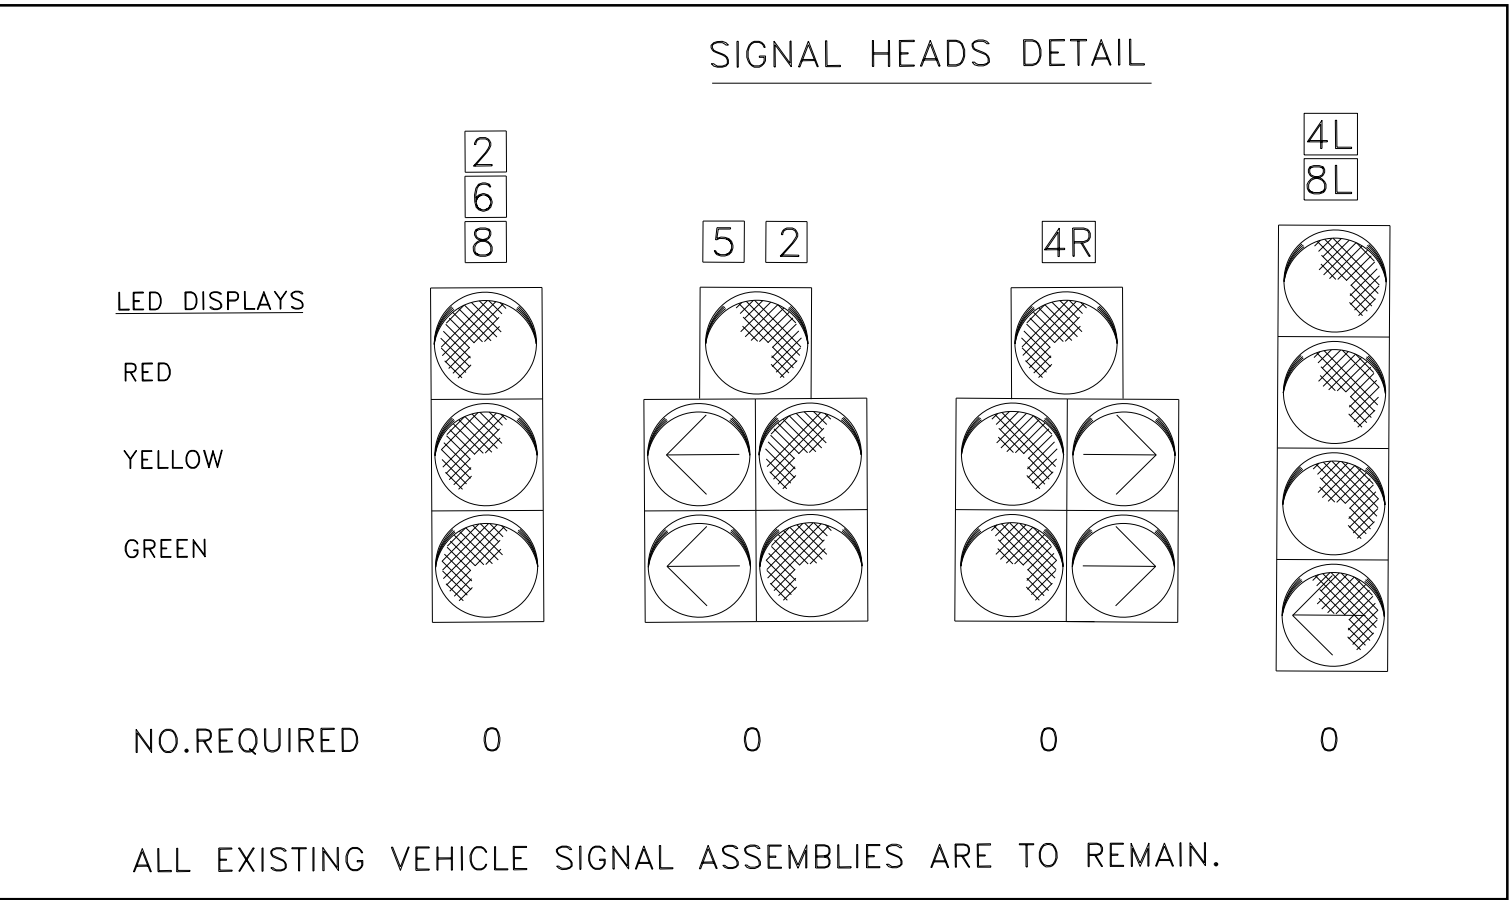 SIGNAL HEADS DETAIL
4L
8L
2
6
8
5 2
4R
LED DISPLAYS
RED
YELLOW
GREEN
NO.REQUIRED 0 0 0 0
ALL EXISTING VEHICLE SIGNAL ASSEMBLIES ARE TO REMAIN.